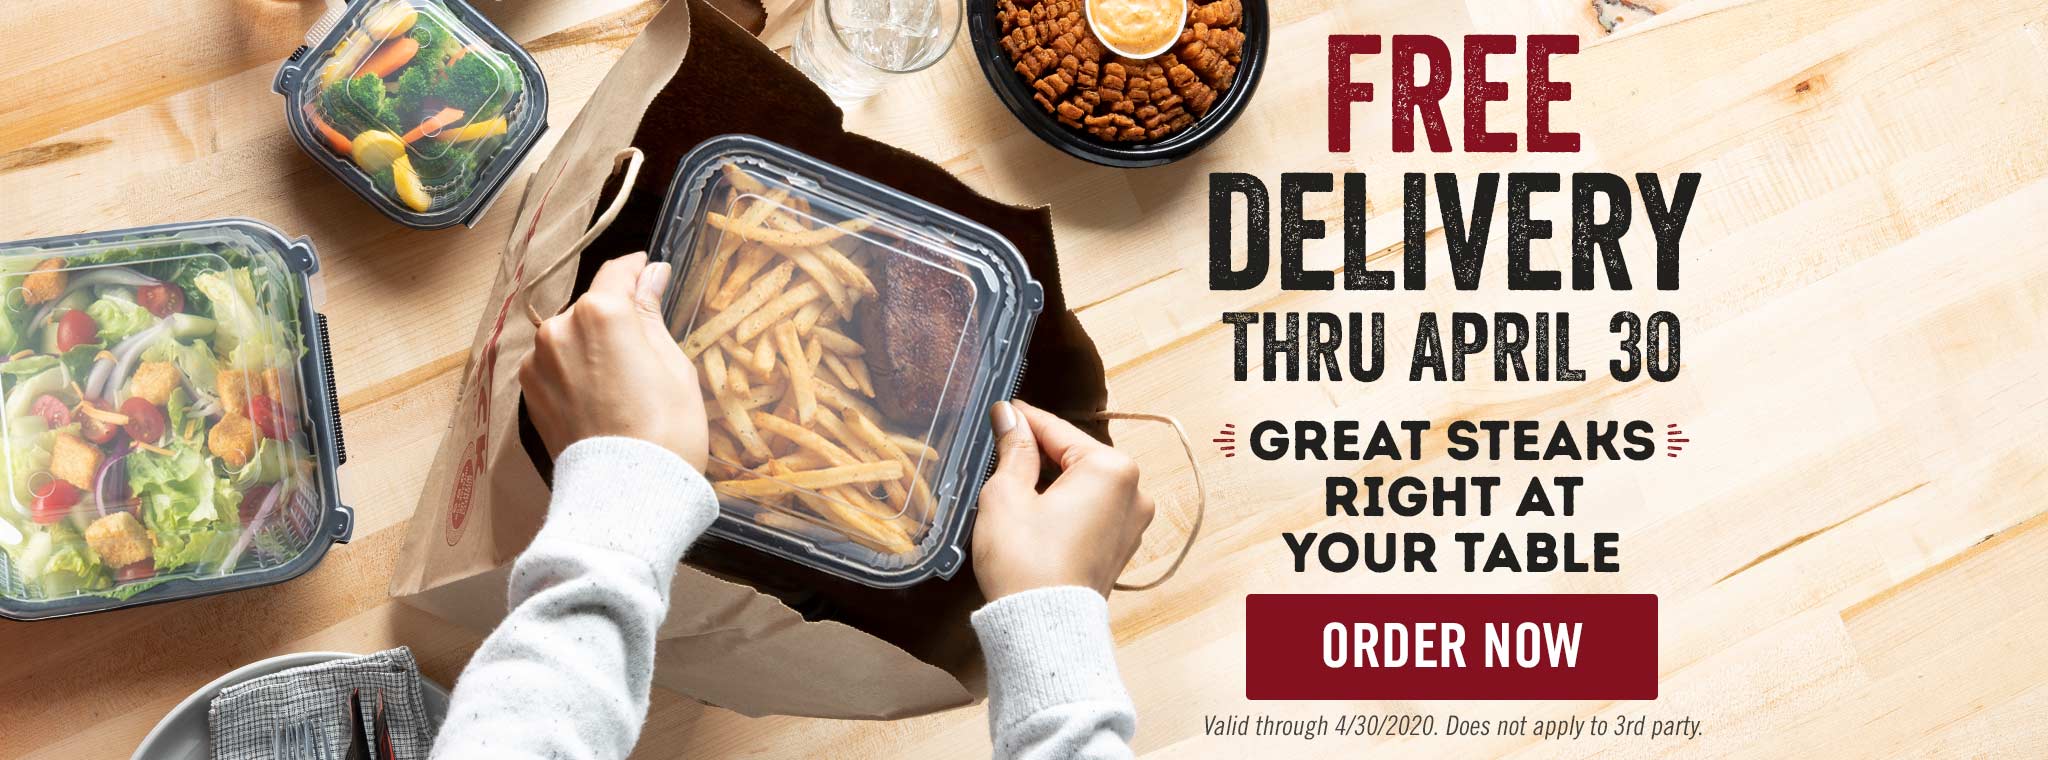 FREE
DELIVERY
THRU APRIL 30
GREAT STEAKS
RIGHT AT
YOUR TABLE
ORDER NOW
Valid through 4/30/2020. Does not apply to 3rd party.